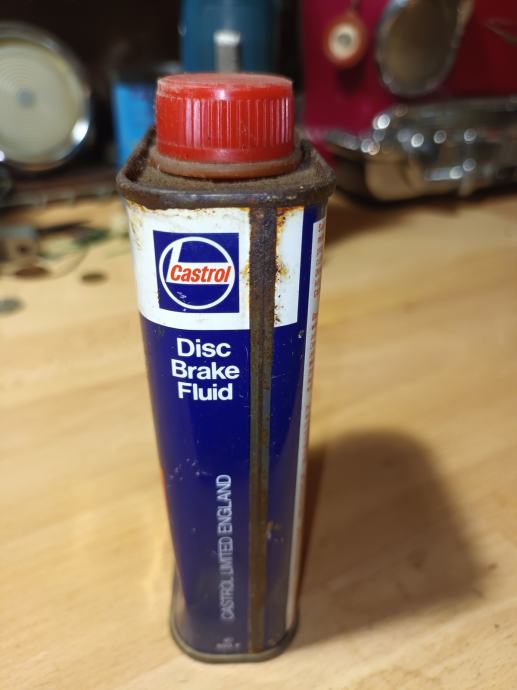 Castrol
Disc
Brake
Fluid
CASTROL LIMITED ENGLAND